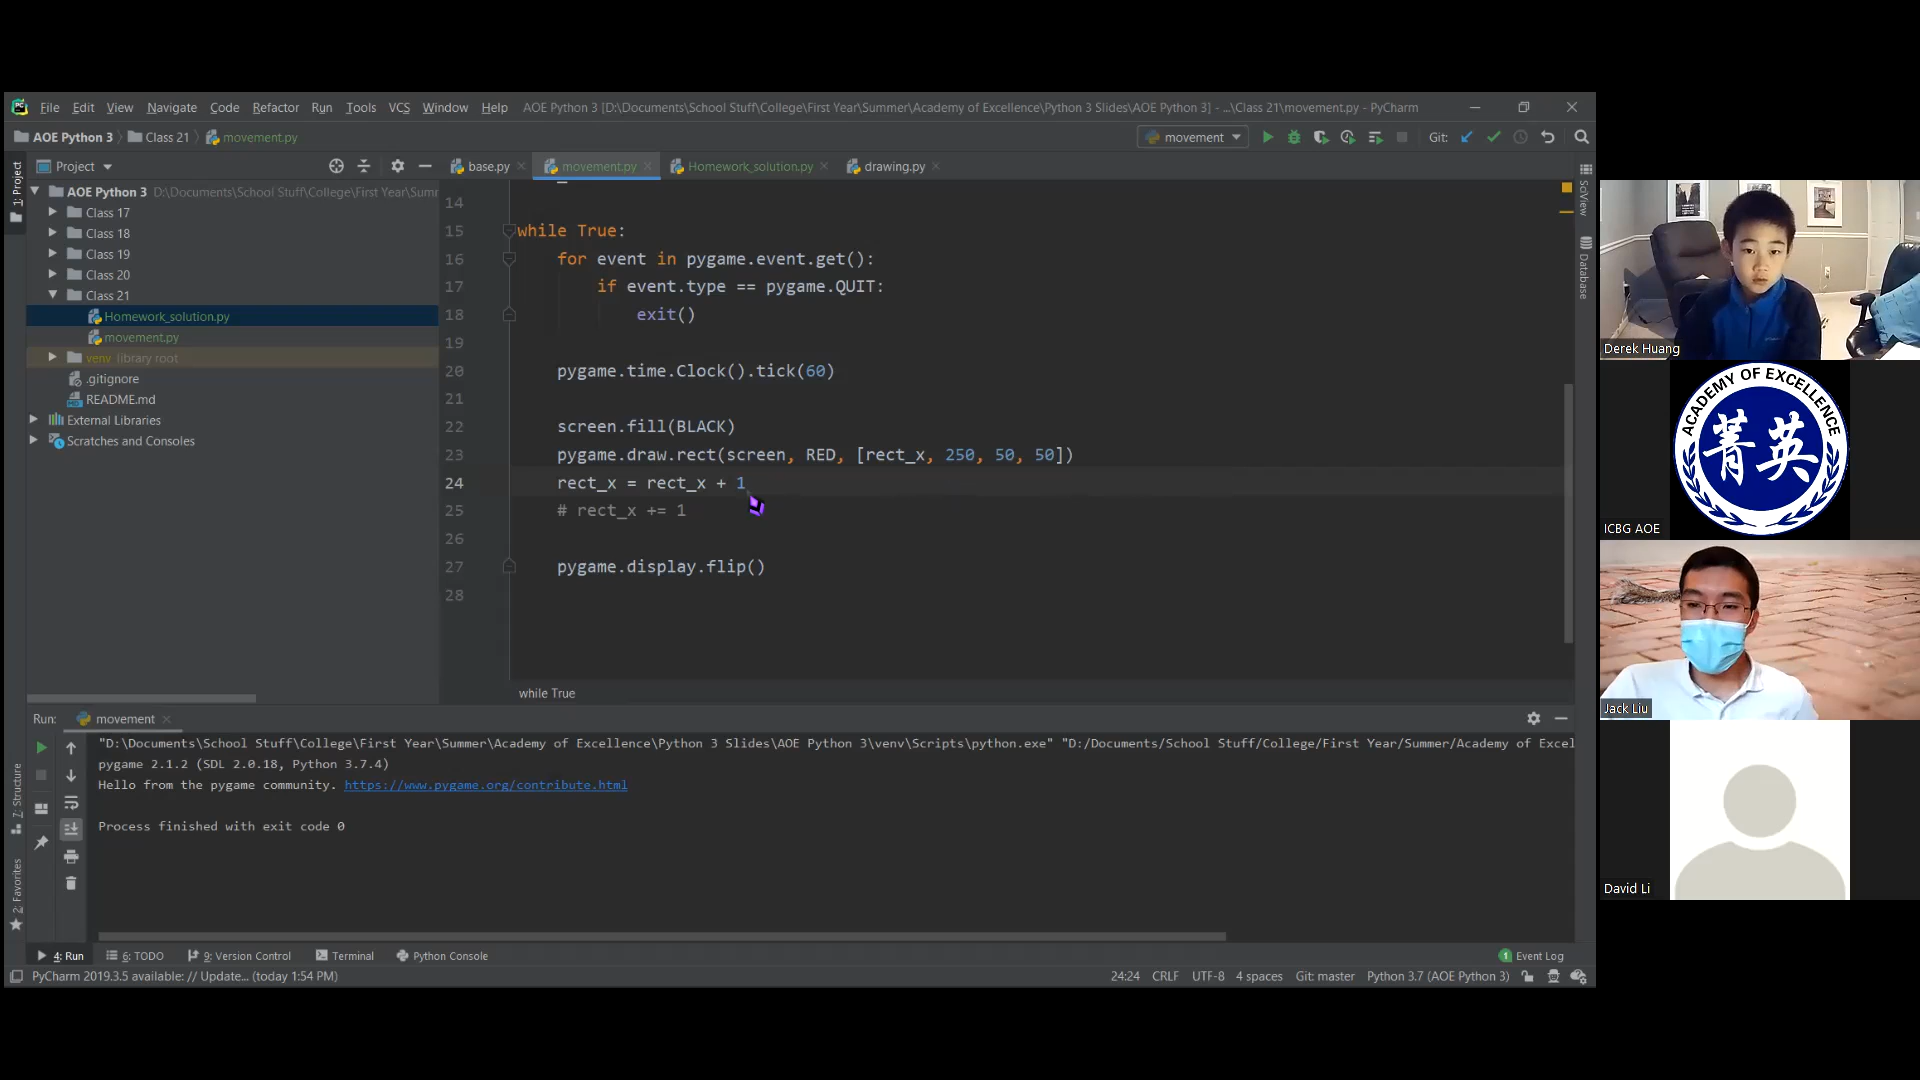 File Edit View Navigate Code Refactor Run Tools VCS Window Help AOE Python 3 [D:\Documents\School Stuff\College\First Year\Summer\Academy of Excellence\Python 3 Slides\AOE Python 3] - ...\Class 21\movement.py - PyCharm
AOE Python 3 Class 21 movement.py movement Git:
Project base.py movement.py Homework_solution.py drawing.py
1: Project
AOE Python 3 D:\Documents\School Stuff\College\First Year\Sum
Class 17
Class 18
Class 19
Class 20
Class 21
Homework_solution.py
movement.py
venv library root
.gitignore
README.md
External Libraries
Scratches and Consoles
14
15 while True:
16 for event in pygame.event.get():
17 if event.type == pygame.QUIT:
18 exit()
19
20 pygame.time.Clock().tick(60)
21
22 screen.fill(BLACK)
23 pygame.draw.rect(screen, RED, [rect_x, 250, 50, 50])
24 rect_x = rect_x + 1
25 # rect_x += 1
26
27 pygame.display.flip()
28
while True
SciView
Database
Run: movement
"D:\Documents\School Stuff\College\First Year\Summer\Academy of Excellence\Python 3 Slides\AOE Python 3\venv\Scripts\python.exe" "D:/Documents/School Stuff/College/First Year/Summer/Academy of Excel
pygame 2.1.2 (SDL 2.0.18, Python 3.7.4)
Hello from the pygame community. https://www.pygame.org/contribute.html
Process finished with exit code 0
7: Structure
2: Favorites
4: Run 6: TODO 9: Version Control Terminal Python Console 1 Event Log
PyCharm 2019.3.5 available: // Update... (today 1:54 PM) 24:24 CRLF UTF-8 4 spaces Git: master Python 3.7 (AOE Python 3)
Derek Huang
ACADEMY OF EXCELLENCE
菁英
ICBG AOE
Jack Liu
David Li